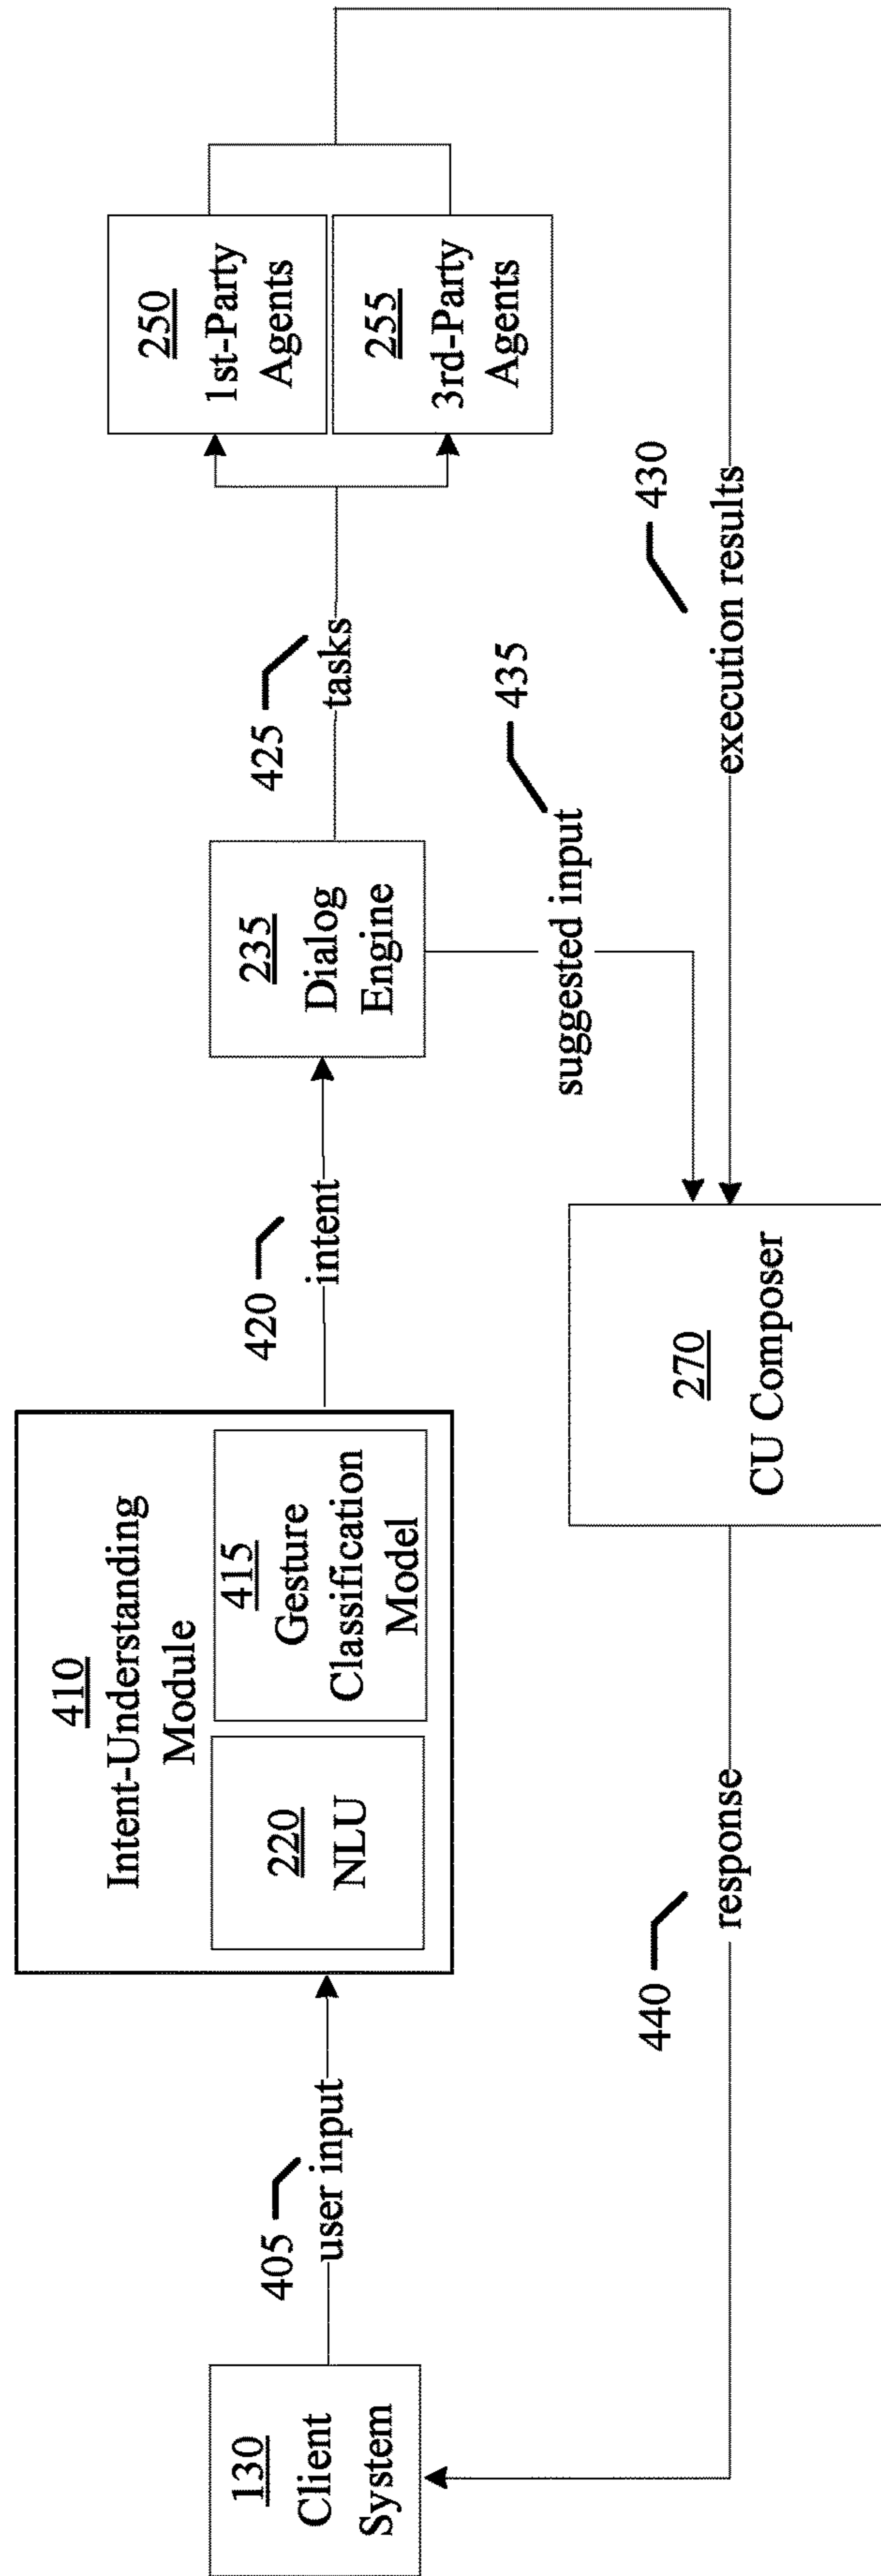 130
Client
System
405
user input
410
Intent-Understanding
Module
220
NLU
415
Gesture
Classification
Model
420
intent
235
Dialog
Engine
425
tasks
250
1st-Party
Agents
255
3rd-Party
Agents
435
suggested input
430
execution results
270
CU Composer
440
response